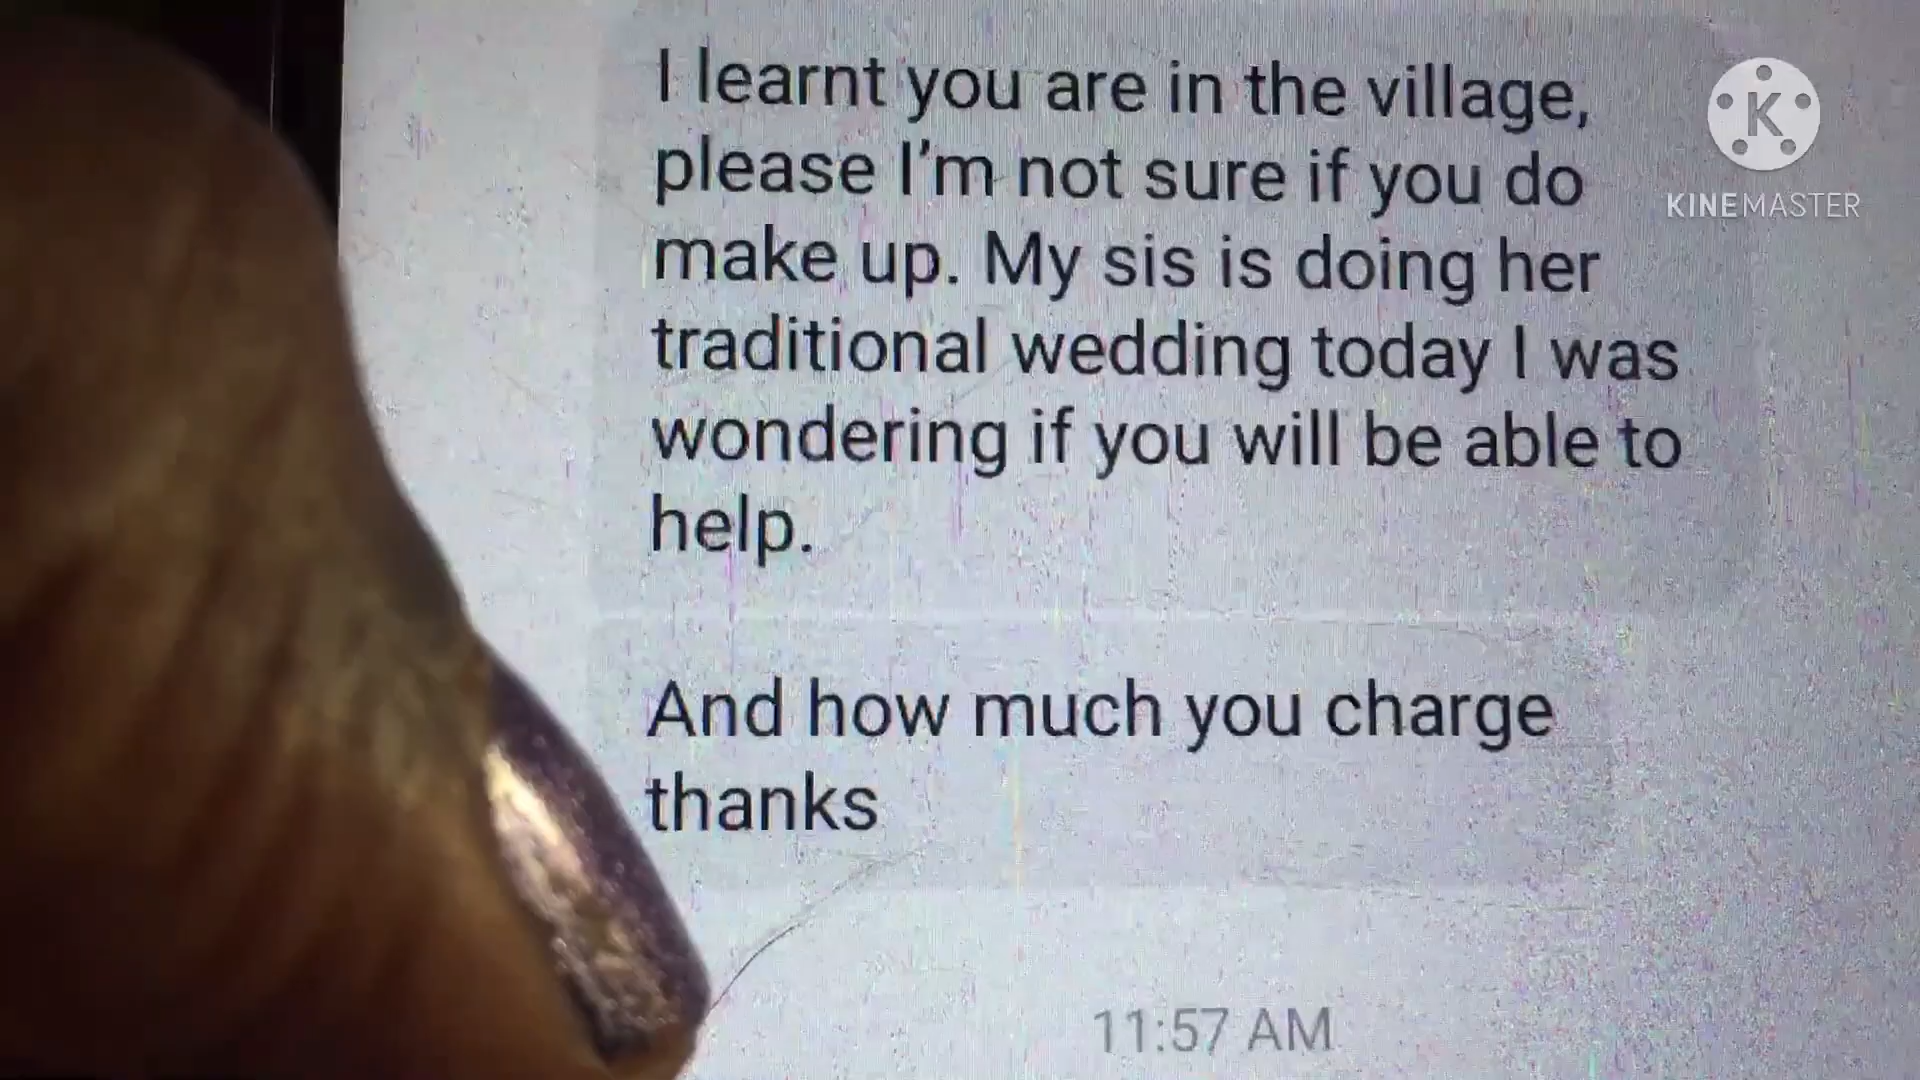 I learnt you are in the village,
please I'm not sure if you do
make up. My sis is doing her
traditional wedding today I was
wondering if you will be able to
help.
And how much you charge
thanks
11:57 AM
K
KINEMASTER